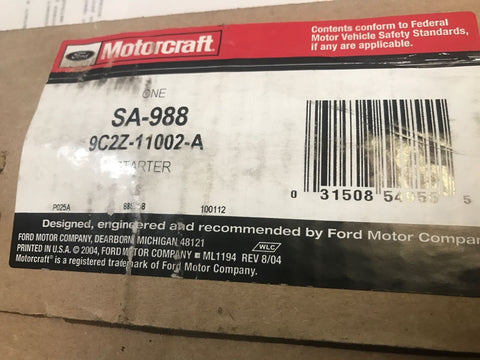 Ford
Motorcraft®
Contents conform to Federal
Motor Vehicle Safety Standards,
if any are applicable.
ONE
SA-988
9C2Z-11002-A
STARTER
0 31508 5
P025A 100112
Designed, engineered and recommended by Ford Motor Company
FORD MOTOR COMPANY, DEARBORN, MICHIGAN 48121
PRINTED IN U.S.A. © 2004, FORD MOTOR COMPANY ML1194 REV 8/04
WLC
Motorcraft® is a registered trademark of Ford Motor Company.